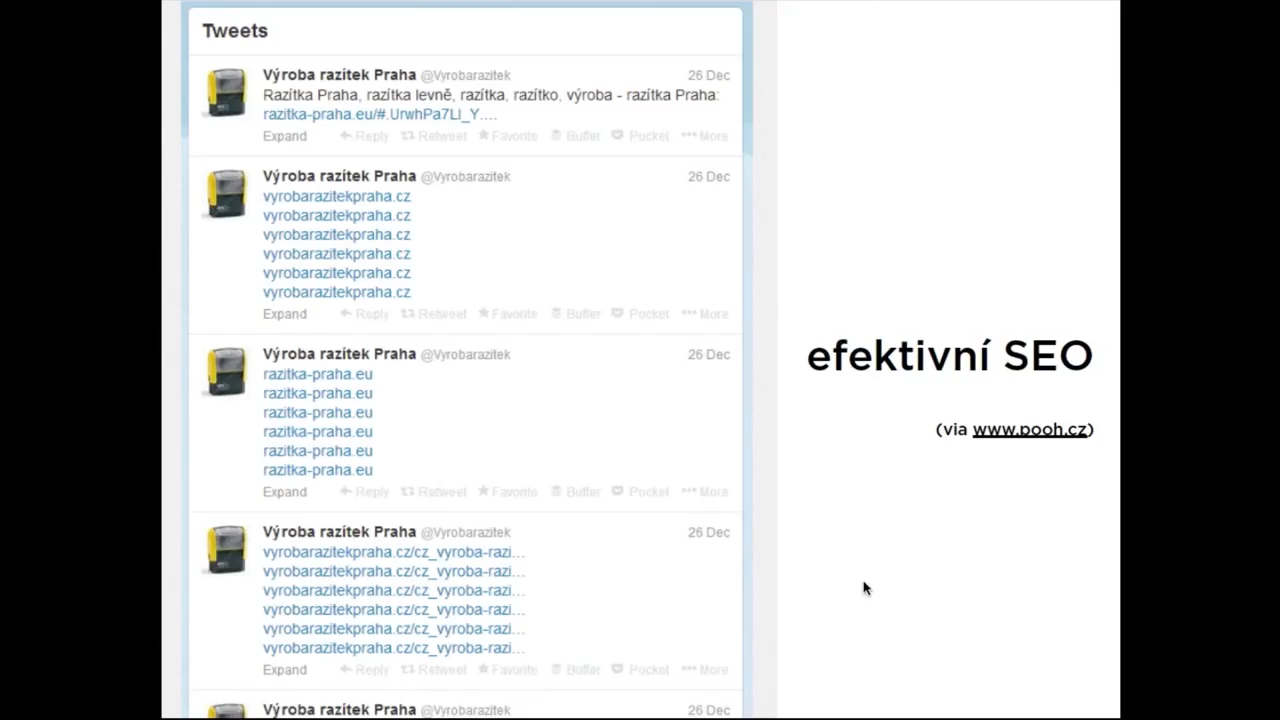 Tweets
Výroba razítek Praha @Vyrobarazitek 26 Dec
Razítka Praha, razítka levně, razítka, razítko, výroba - razítka Praha:
razitka-praha.eu/#.UrwhPa7Li_Y....
Expand Reply Retweet Favorite Buffer Pocket More
Výroba razítek Praha @Vyrobarazitek 26 Dec
vyrobarazitekpraha.cz
vyrobarazitekpraha.cz
vyrobarazitekpraha.cz
vyrobarazitekpraha.cz
vyrobarazitekpraha.cz
vyrobarazitekpraha.cz
Expand Reply Retweet Favorite Buffer Pocket More
Výroba razítek Praha @Vyrobarazitek 26 Dec
razitka-praha.eu
razitka-praha.eu
razitka-praha.eu
razitka-praha.eu
razitka-praha.eu
razitka-praha.eu
Expand Reply Retweet Favorite Buffer Pocket More
Výroba razítek Praha @Vyrobarazitek 26 Dec
vyrobarazitekpraha.cz/cz_vyroba-razi...
vyrobarazitekpraha.cz/cz_vyroba-razi...
vyrobarazitekpraha.cz/cz_vyroba-razi...
vyrobarazitekpraha.cz/cz_vyroba-razi...
vyrobarazitekpraha.cz/cz_vyroba-razi...
vyrobarazitekpraha.cz/cz_vyroba-razi...
Expand Reply Retweet Favorite Buffer Pocket More
Výroba razítek Praha @Vyrobarazitek 26 Dec
efektivní SEO
(via www.pooh.cz)